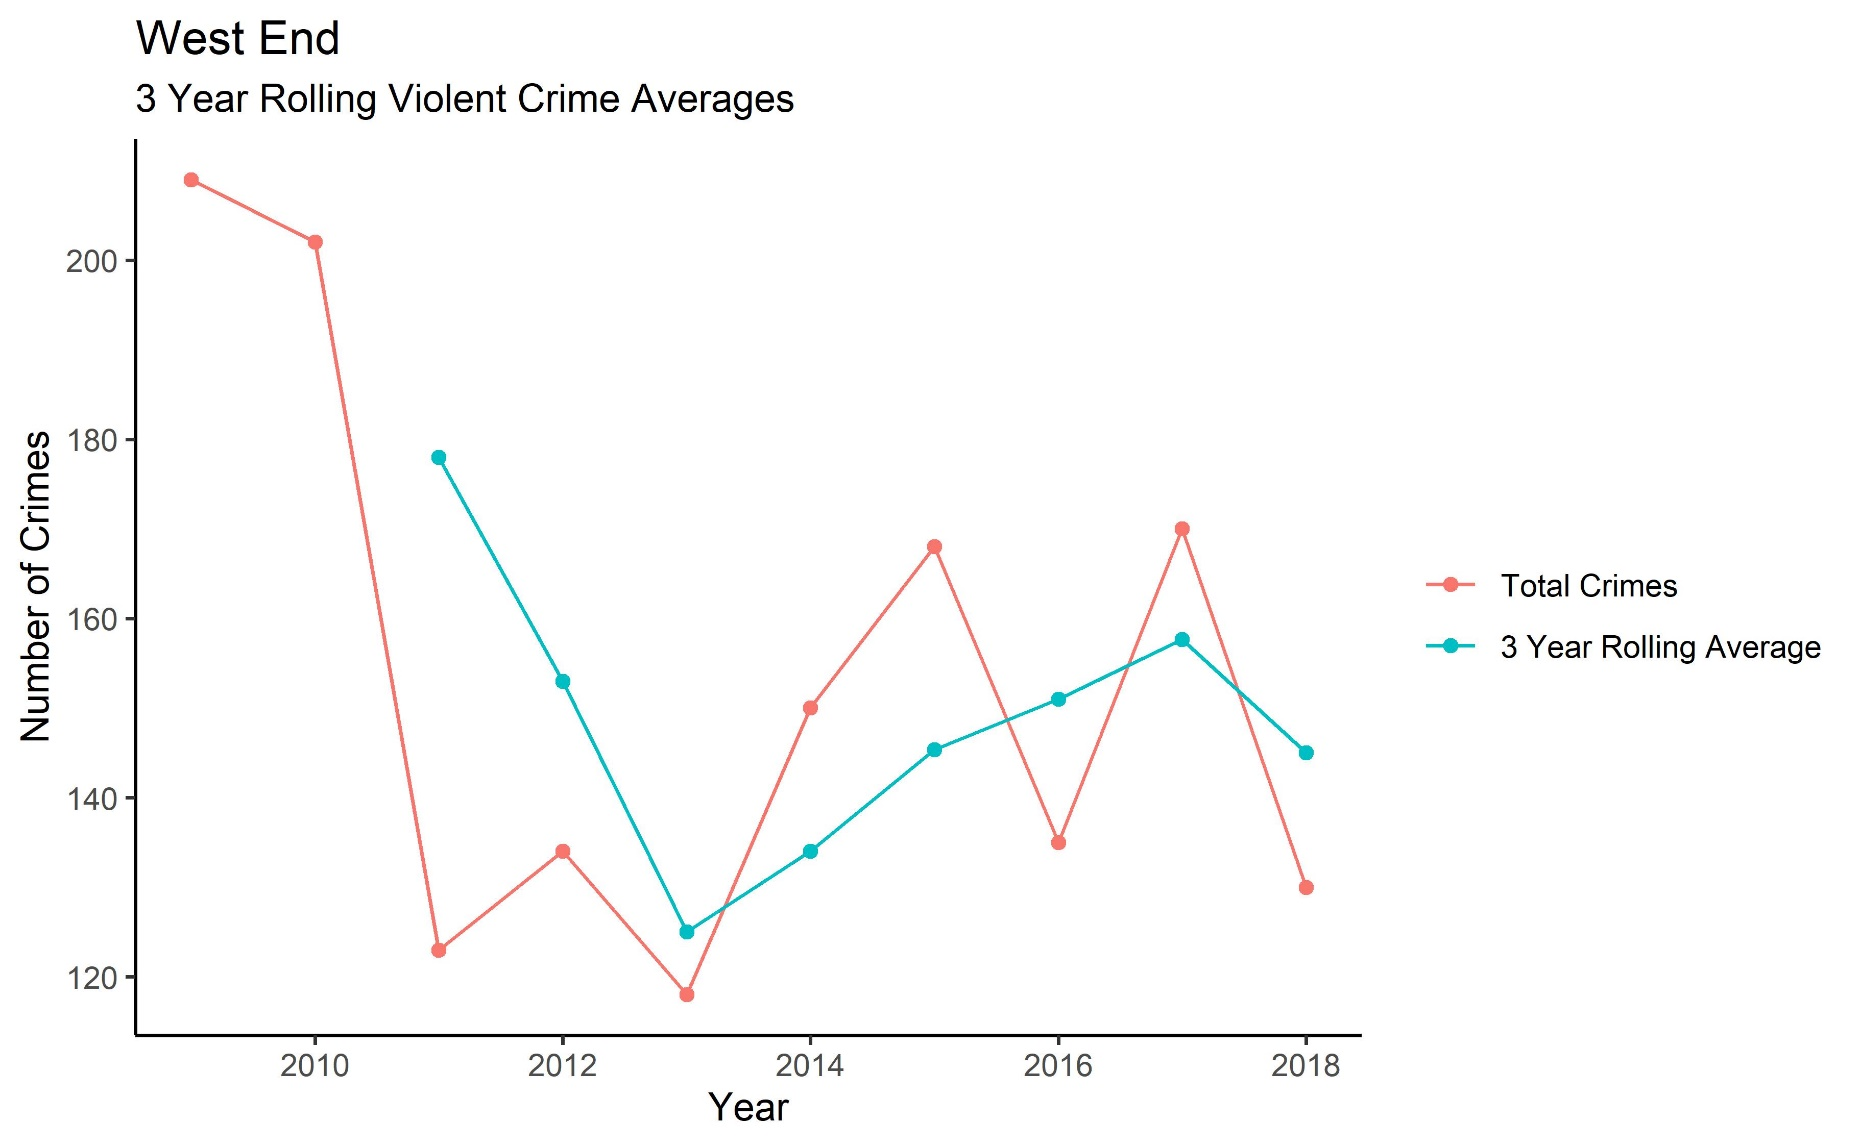 West End
3 Year Rolling Violent Crime Averages
Number of Crimes
200
180
160
140
120
2010 2012 2014 2016 2018
Year
Total Crimes
3 Year Rolling Average